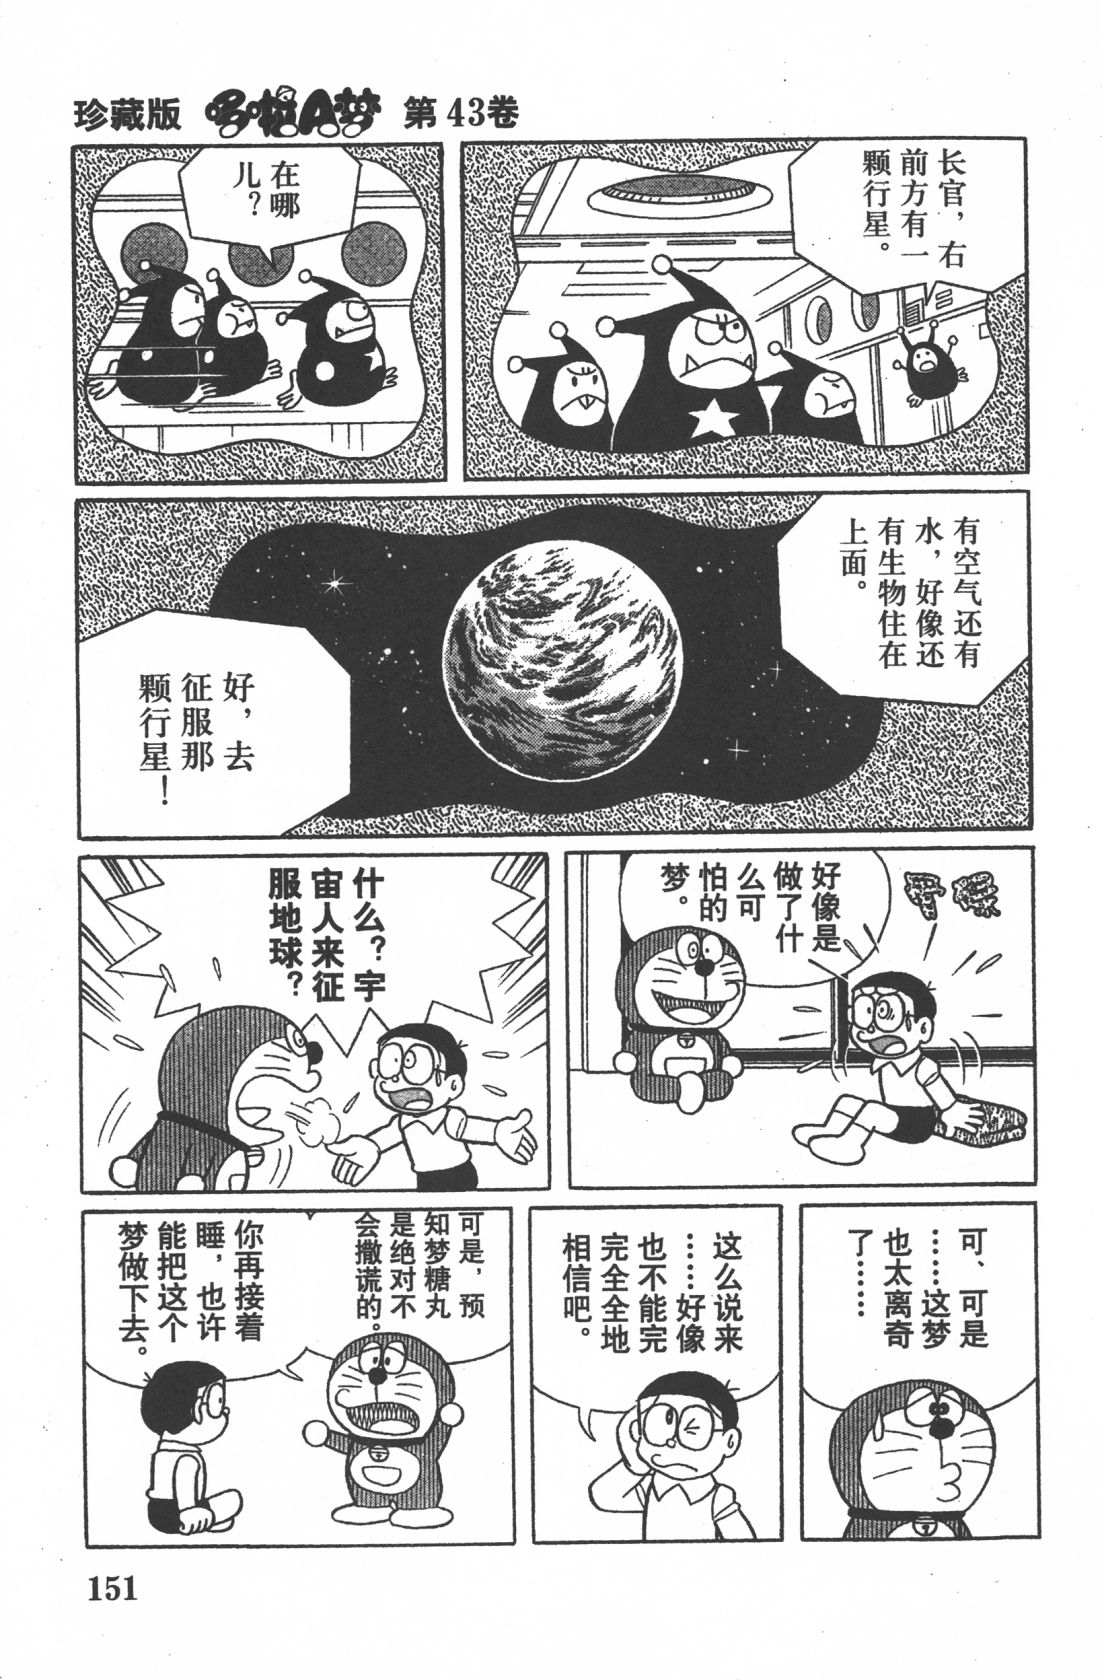 珍藏版 哆啦A梦 第43卷
长官，右
前方有一
颗行星。
在哪
儿？
有空气还有
水，好像还
有生物住在
上面。
好，去
征服那
颗行星！
好像是
做了什
么可
怕的
梦。
什么？宇
宙人来征
服地球？
可、可是
……这梦
也太离奇
了……
这么说来
……好像
也不能完
完全全地
相信吧。
可是，预
知梦糖丸
是绝对不
会撒谎的。
你再接着
睡，也许
能把这个
梦做下去。
151